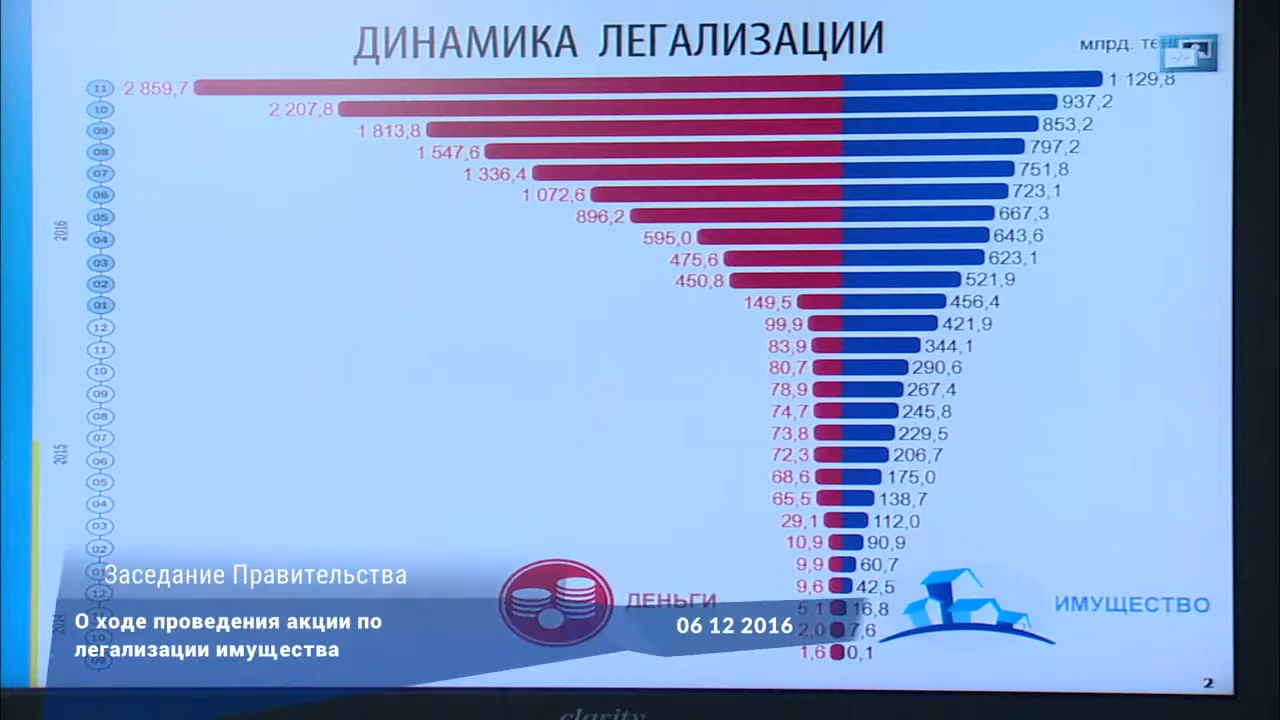 ДИНАМИКА ЛЕГАЛИЗАЦИИ
млрд.
11 2 859,7 1 129,8
10 2 207,8 937,2
09 1 813,8 853,2
08 1 547,6 797,2
07 1 336,4 751,8
06 1 072,6 723,1
05 896,2 667,3
2016
04 595,0 643,6
03 475,6 623,1
02 450,8 521,9
01 149,5 456,4
12 99,9 421,9
11 83,9 344,1
10 80,7 290,6
09 78,9 267,4
08 74,7 245,8
07 73,8 229,5
2015
06 72,3 206,7
05 68,6 175,0
04 65,5 138,7
03 29,1 112,0
02 10,9 90,9
01 9,9 60,7
12 9,6 42,5
5,1 16,8
10 2,0 7,6
09 1,6 0,1
Заседание Правительства
О ходе проведения акции по
легализации имущества
06 12 2016
ДЕНЬГИ
ИМУЩЕСТВО
2
clarity